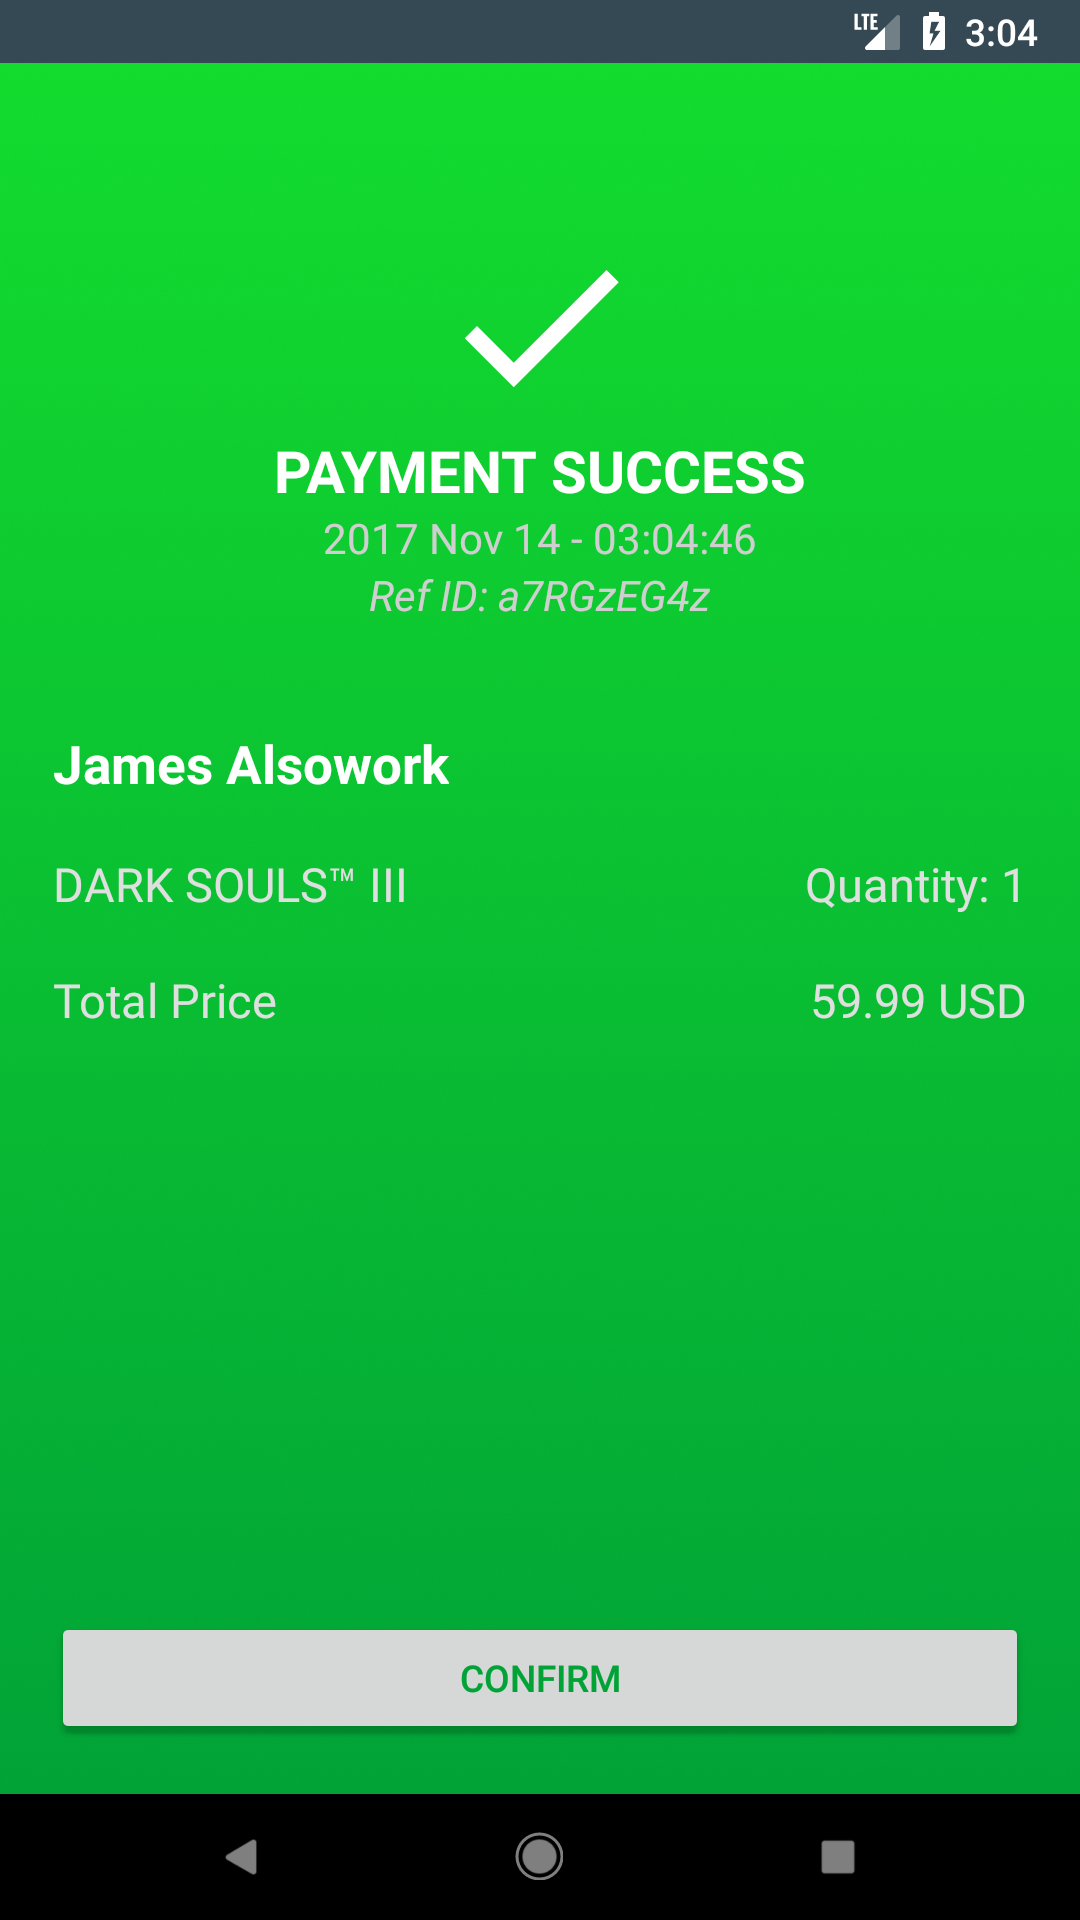 LTE 3:04
PAYMENT SUCCESS
2017 Nov 14 - 03:04:46
Ref ID: a7RGzEG4z
James Alsowork
DARK SOULS™ III Quantity: 1
Total Price 59.99 USD
CONFIRM